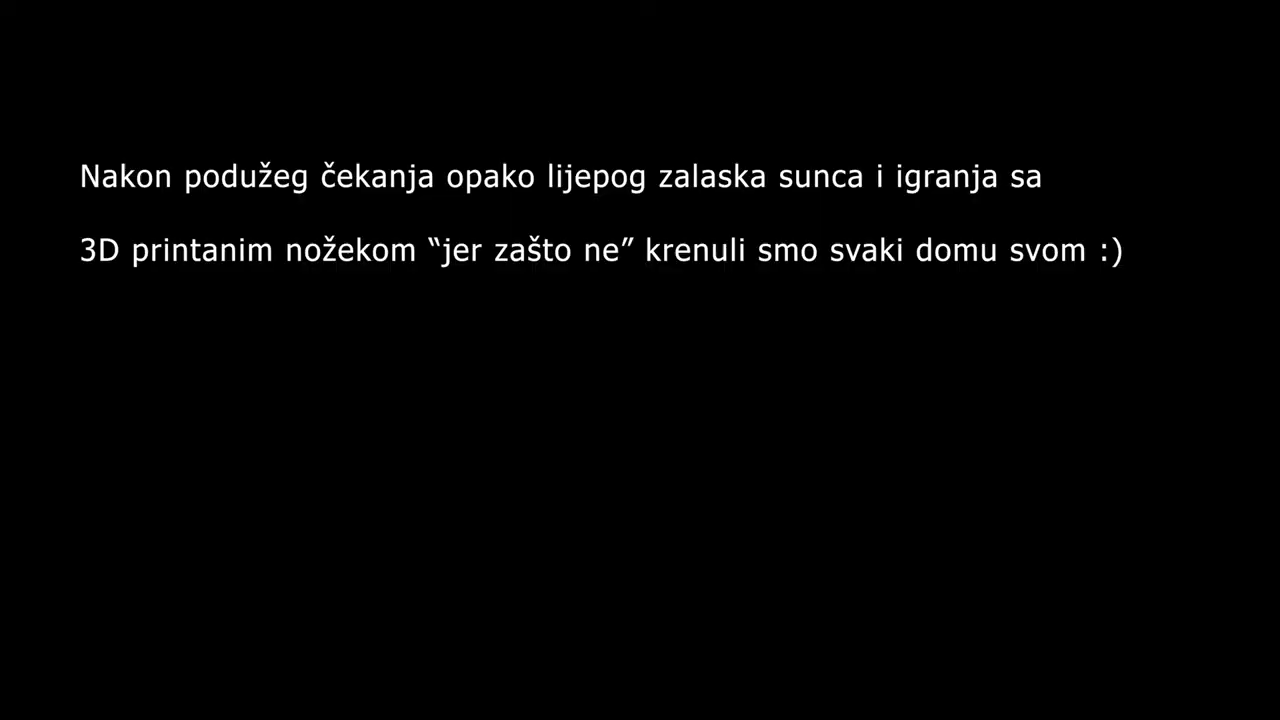 Nakon podužeg čekanja opako lijepog zalaska sunca i igranja sa
3D printanim nožekom “jer zašto ne” krenuli smo svaki domu svom :)